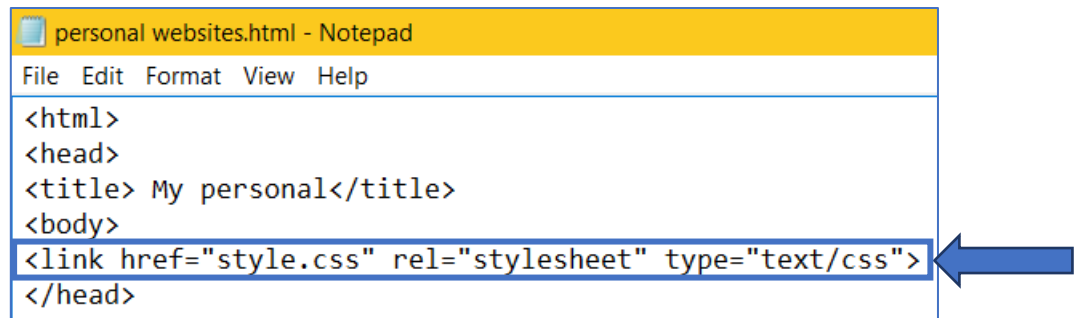 personal websites.html - Notepad
File Edit Format View Help
<html>
<head>
<title> My personal</title>
<body>
<link href="style.css" rel="stylesheet" type="text/css">
</head>